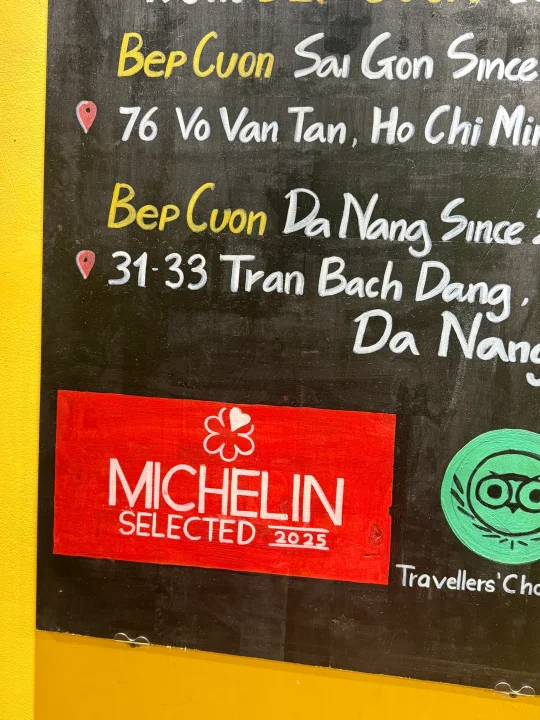 Bep Cuon Sai Gon Since
76 Vo Van Tan, Ho Chi
Bep Cuon Da Nang Since
31-33 Tran Bach Dang,
Da Nang
MICHELIN
SELECTED 2025
Travellers'